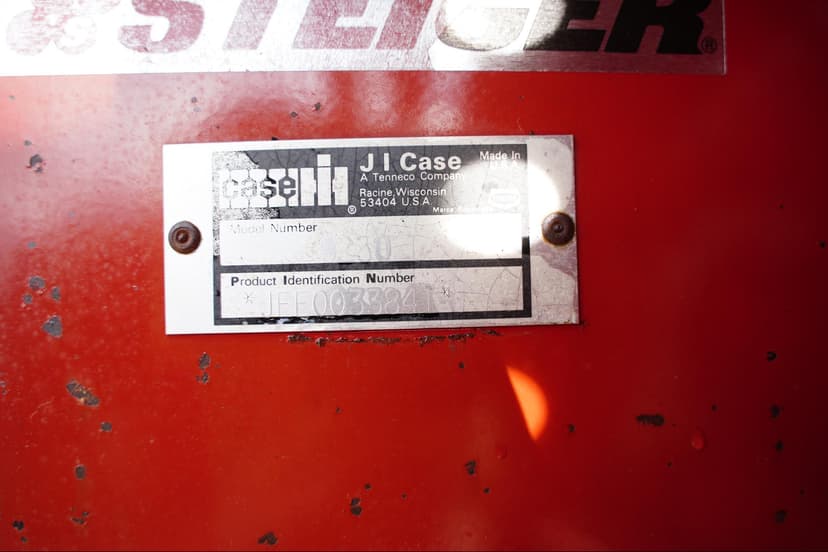 STEIGER®
case IH®
J I Case
A Tenneco Company
Racine, Wisconsin
53404 U.S.A.
Made In
U.S.A.
Model Number
Product Identification Number